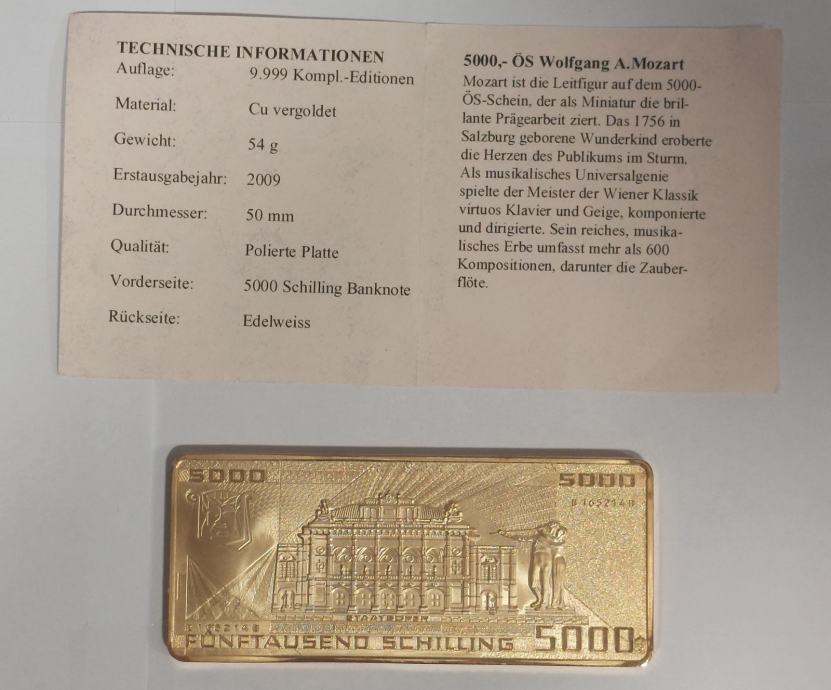 TECHNISCHE INFORMATIONEN
Auflage: 9.999 Kompl.-Editionen
Material: Cu vergoldet
Gewicht: 54 g
Erstausgabejahr: 2009
Durchmesser: 50 mm
Qualität: Polierte Platte
Vorderseite: 5000 Schilling Banknote
Rückseite: Edelweiss
5000,- ÖS Wolfgang A.Mozart
Mozart ist die Leitfigur auf dem 5000-
ÖS-Schein, der als Miniatur die bril-
lante Prägearbeit ziert. Das 1756 in
Salzburg geborene Wunderkind eroberte
die Herzen des Publikums im Sturm.
Als musikalisches Universalgenie
spielte der Meister der Wiener Klassik
virtuos Klavier und Geige, komponierte
und dirigierte. Sein reiches, musika-
lisches Erbe umfasst mehr als 600
Kompositionen, darunter die Zauber-
flöte.
5000
5000
STAATSOPER
FÜNFTAUSEND SCHILLING 5000